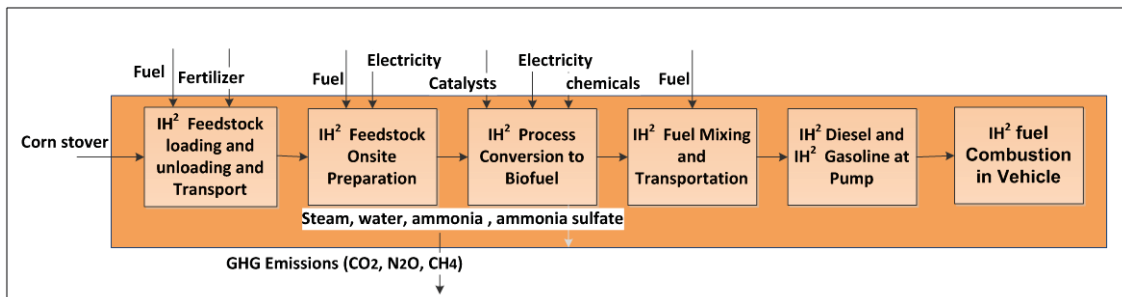 Fuel
Fertilizer
Fuel
Electricity
Catalysts
Electricity
chemicals
Fuel
Corn stover
IH² Feedstock
loading and
unloading and
Transport
IH² Feedstock
Onsite
Preparation
IH² Process
Conversion to
Biofuel
IH² Fuel Mixing
and
Transportation
IH² Diesel and
IH² Gasoline at
Pump
IH² fuel
Combustion
in Vehicle
Steam, water, ammonia , ammonia sulfate
GHG Emissions (CO2, N2O, CH4)